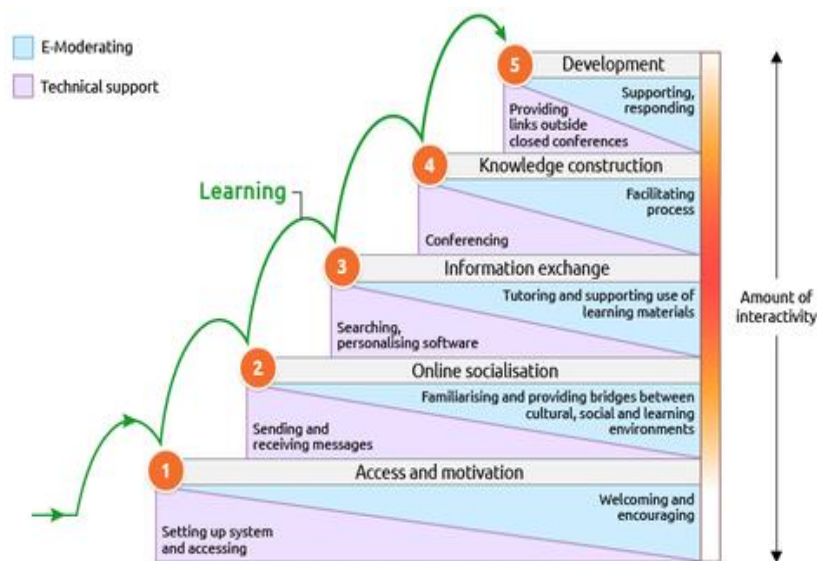 E-Moderating
Technical support
Learning
5
Development
Supporting,
responding
Providing
links outside
closed conferences
4
Knowledge construction
Facilitating
process
Conferencing
3
Information exchange
Tutoring and supporting use of
learning materials
Searching,
personalising software
Amount of
interactivity
2
Online socialisation
Familiarising and providing bridges between
cultural, social and learning
environments
Sending and
receiving messages
1
Access and motivation
Welcoming and
encouraging
Setting up system
and accessing